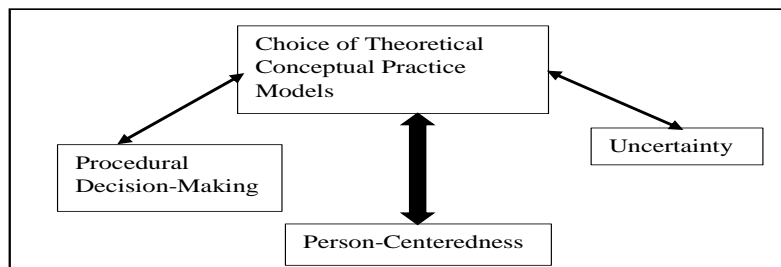 Choice of Theoretical
Conceptual Practice
Models
Procedural
Decision-Making
Uncertainty
Person-Centeredness